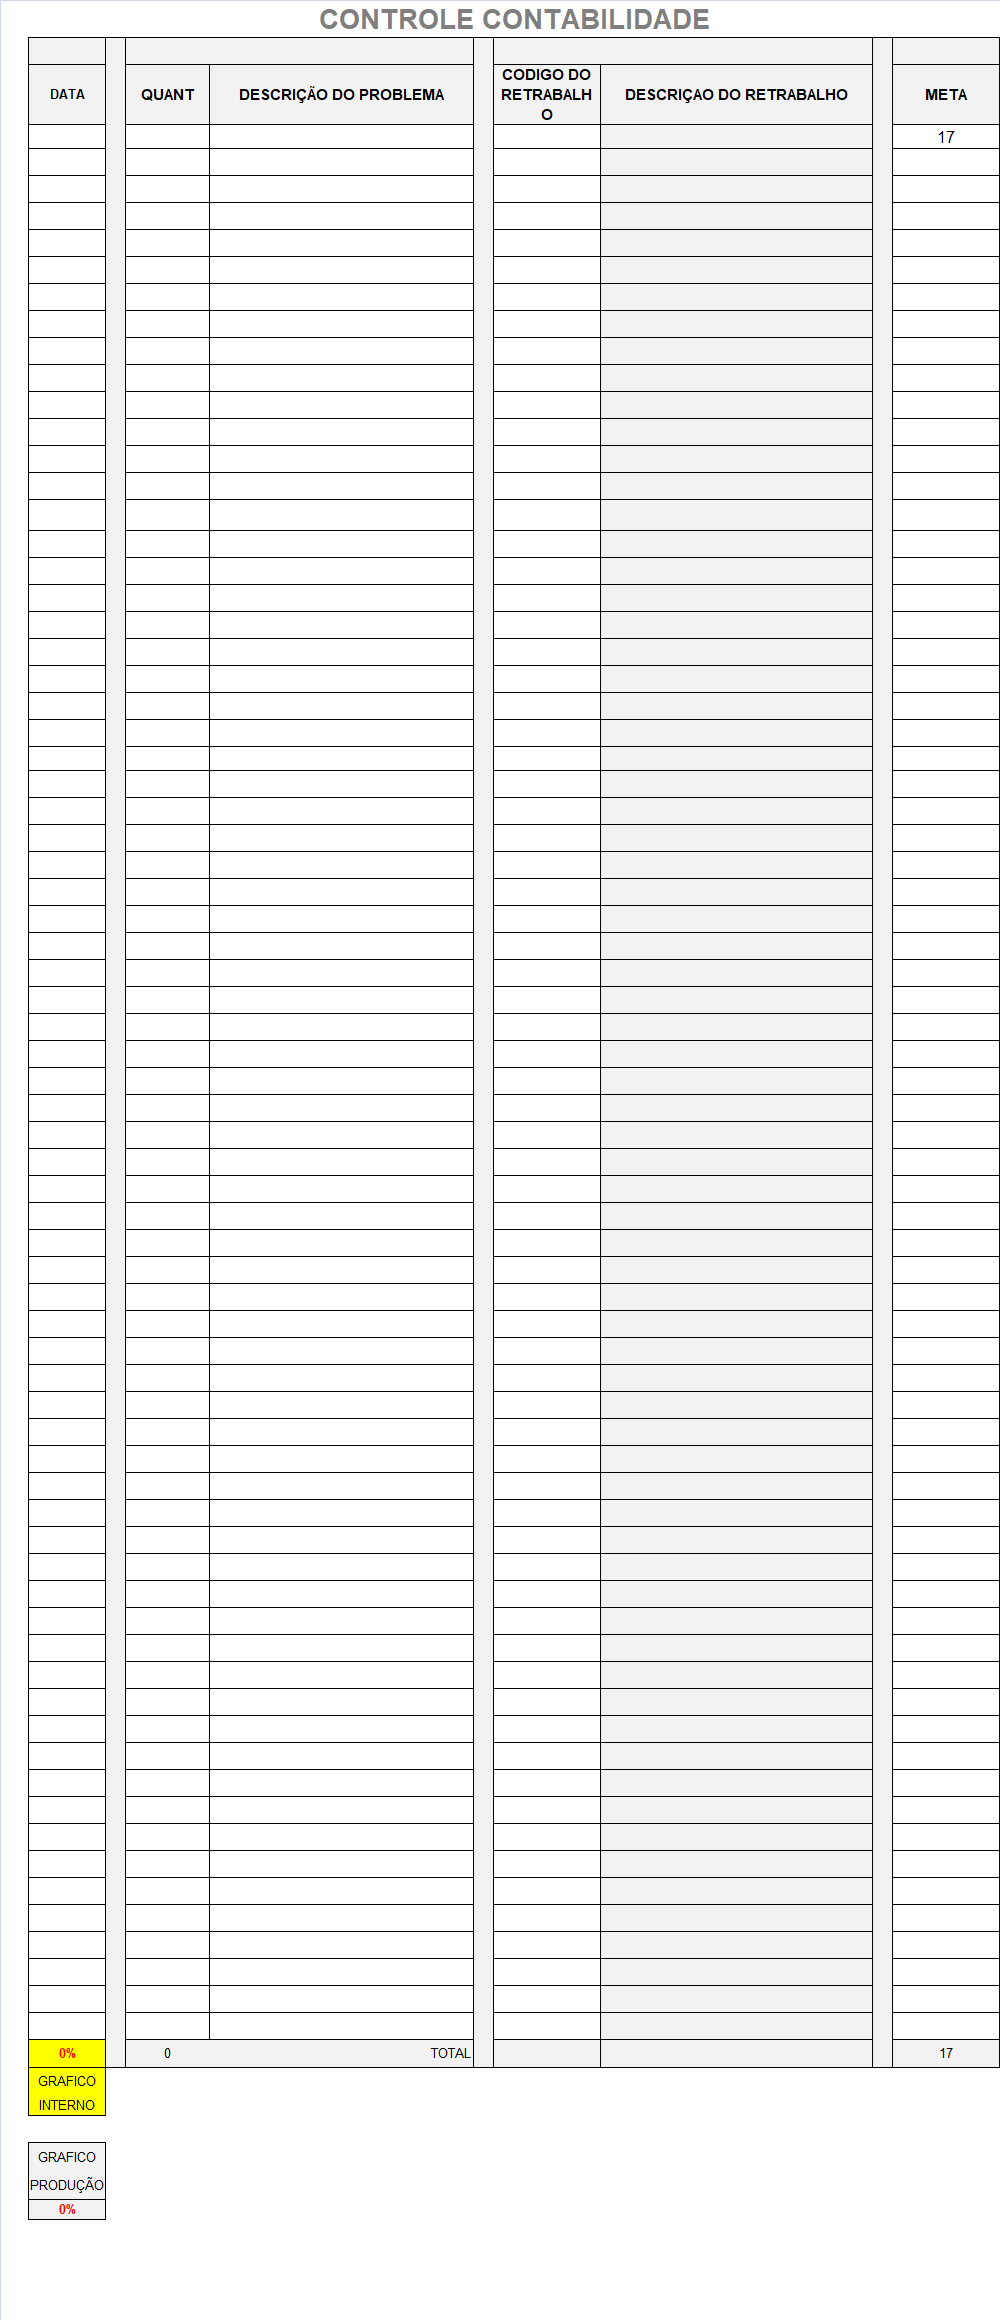 CONTROLE CONTABILIDADE
DATA
QUANT
DESCRIÇÃO DO PROBLEMA
CODIGO DO
RETRABALH
O
DESCRIÇAO DO RETRABALHO
META
17
0%
0
TOTAL
17
GRAFICO
INTERNO
GRAFICO
PRODUÇÃO
0%